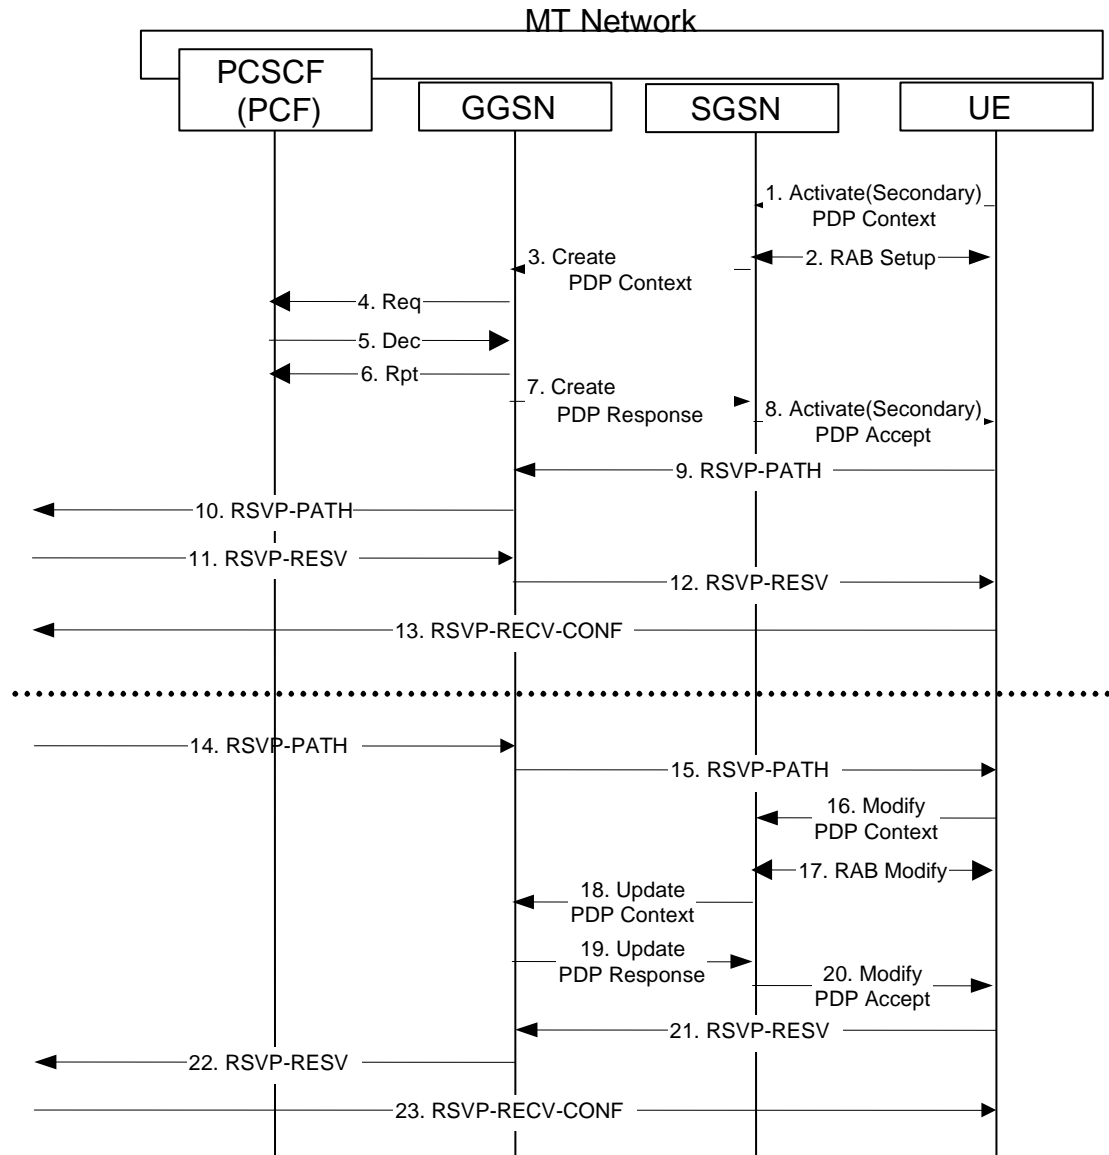 MT Network
PCSCF
(PCF)
GGSN
SGSN
UE
1. Activate(Secondary)
PDP Context
2. RAB Setup
3. Create
PDP Context
4. Req
5. Dec
6. Rpt
7. Create
PDP Response
8. Activate(Secondary)
PDP Accept
9. RSVP-PATH
10. RSVP-PATH
11. RSVP-RESV
12. RSVP-RESV
13. RSVP-RECV-CONF
14. RSVP-PATH
15. RSVP-PATH
16. Modify
PDP Context
17. RAB Modify
18. Update
PDP Context
19. Update
PDP Response
20. Modify
PDP Accept
21. RSVP-RESV
22. RSVP-RESV
23. RSVP-RECV-CONF